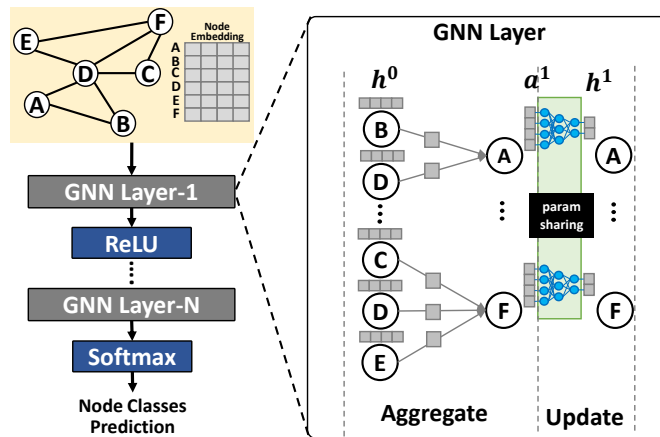 F
E
D
C
A
B
Node
Embedding
A
B
C
D
E
F
GNN Layer-1
ReLU
GNN Layer-N
Softmax
Node Classes
Prediction
GNN Layer
h⁰ a¹ h¹
B
D
A
A
param
sharing
C
D
E
F
F
Aggregate Update